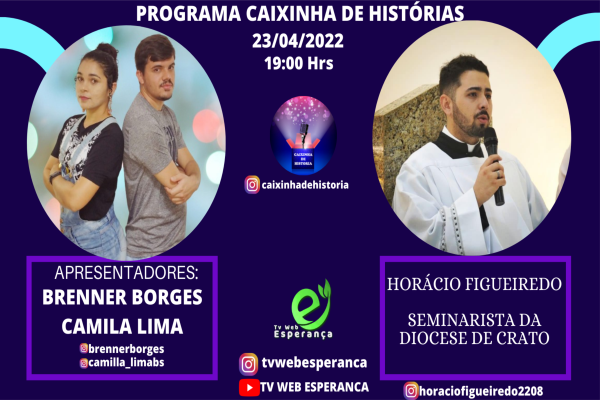 PROGRAMA CAIXINHA DE HISTÓRIAS
23/04/2022
19:00 Hrs
CAIXINHA
DE
HISTÓRIA
caixinhadehistoria
APRESENTADORES:
BRENNER BORGES
CAMILA LIMA
brennerborges
camilla_limabs
Tv Web
Esperança
tvwebesperanca
TV WEB ESPERANCA
HORÁCIO FIGUEIREDO
SEMINARISTA DA
DIOCESE DE CRATO
horaciofigueiredo2208